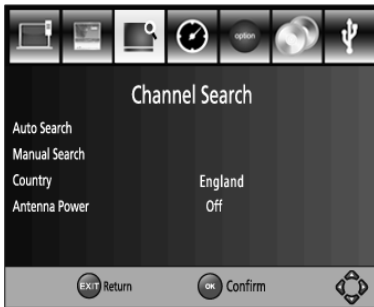 option
Channel Search
Auto Search
Manual Search
Country England
Antenna Power Off
EXIT Return OK Confirm